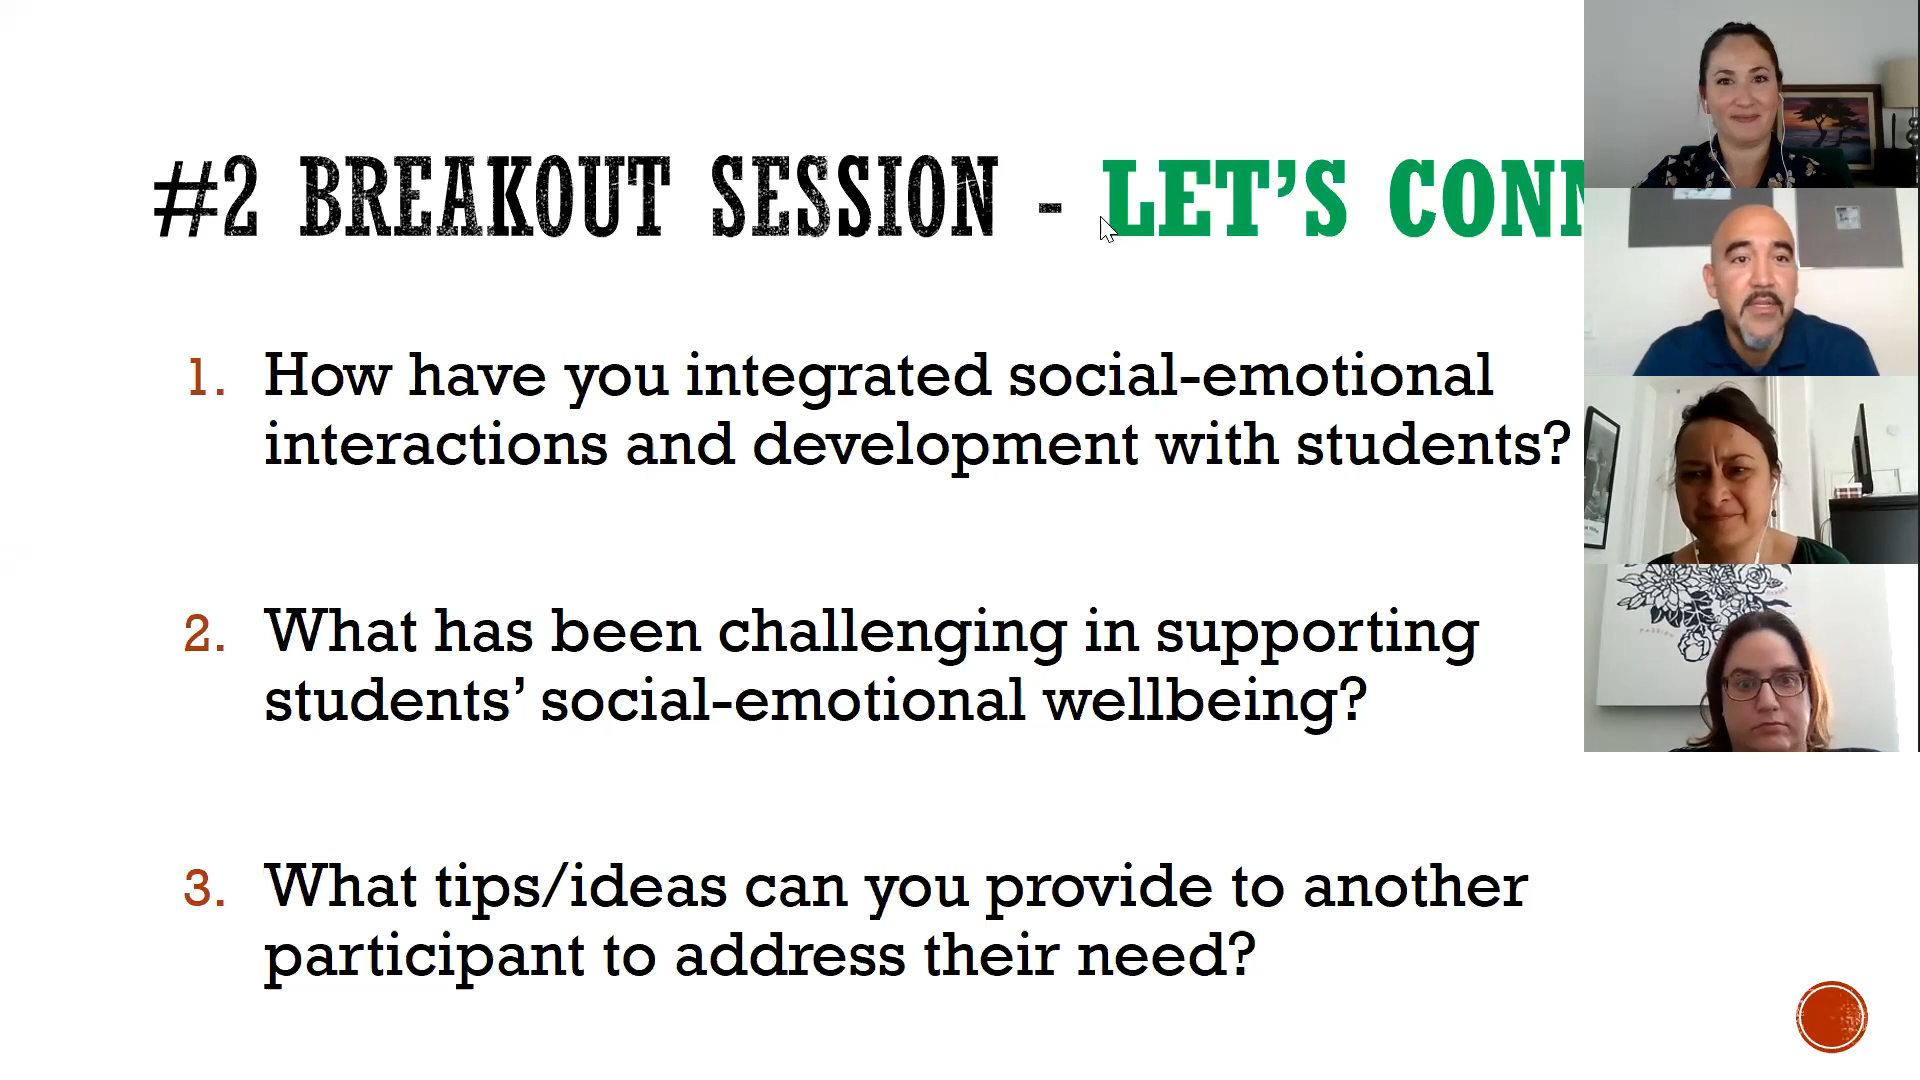 #2 BREAKOUT SESSION - LET'S CONN
1. How have you integrated social-emotional
interactions and development with students?
2. What has been challenging in supporting
students' social-emotional wellbeing?
3. What tips/ideas can you provide to another
participant to address their need?